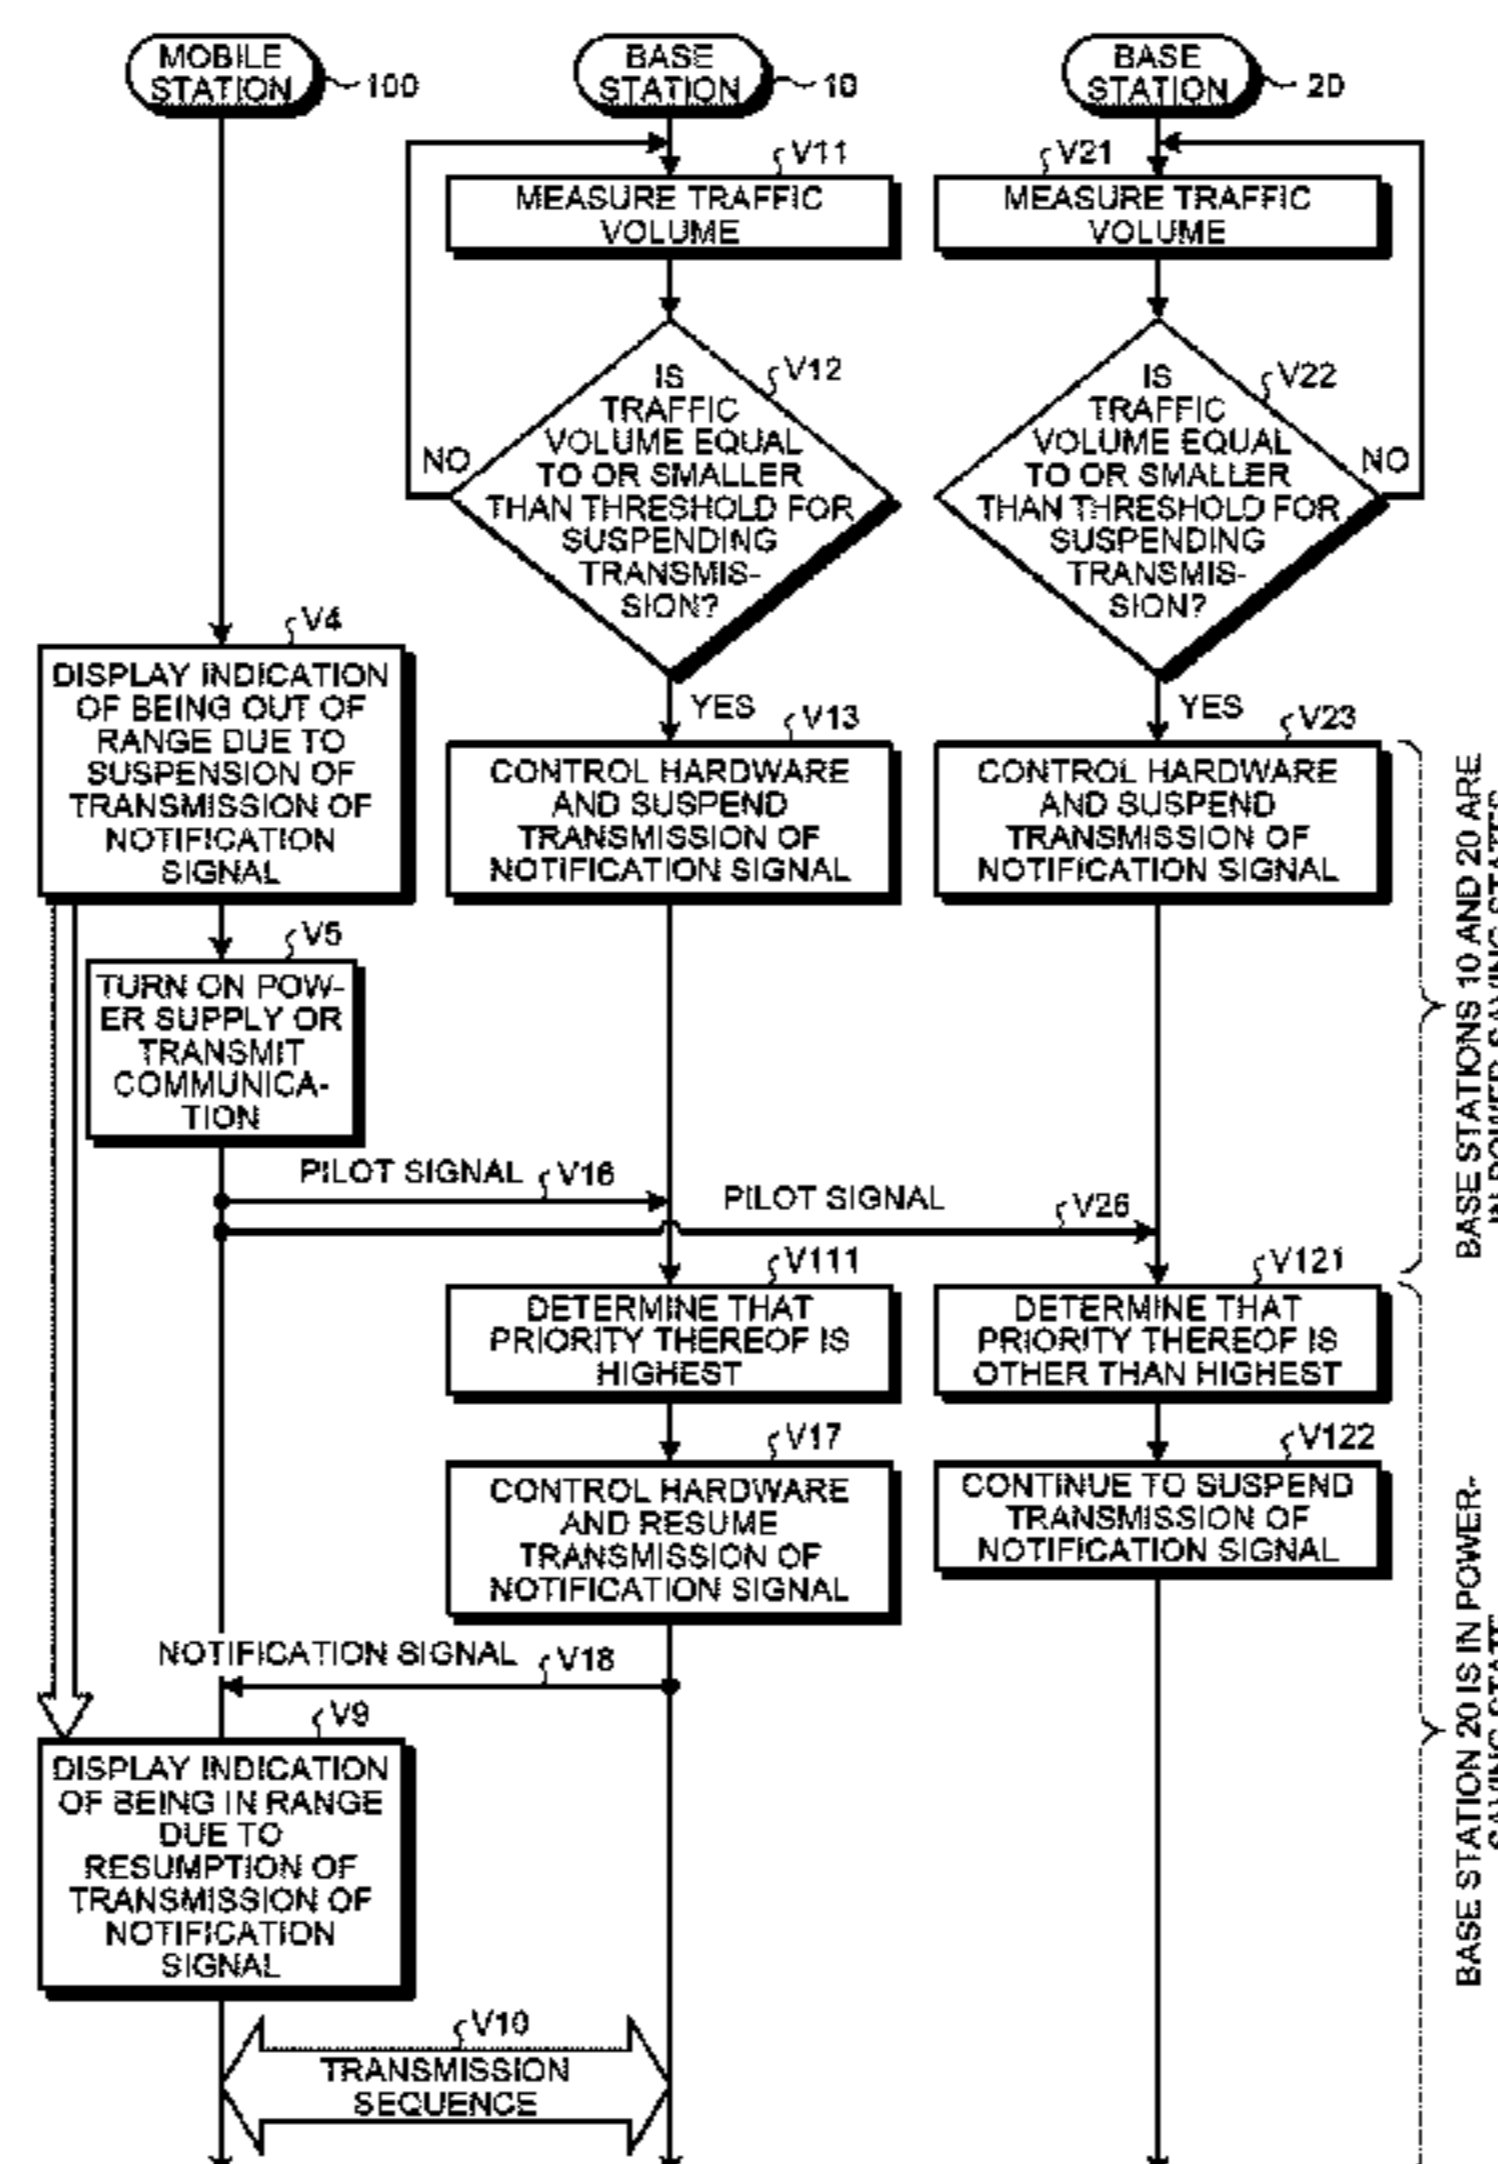 MOBILE
STATION
100
BASE
STATION
10
BASE
STATION
20
V11
MEASURE TRAFFIC
VOLUME
V21
MEASURE TRAFFIC
VOLUME
V12
IS
TRAFFIC
VOLUME EQUAL
TO OR SMALLER
THAN THRESHOLD FOR
SUSPENDING
TRANSMIS-
SION?
NO
YES
V22
IS
TRAFFIC
VOLUME EQUAL
TO OR SMALLER
THAN THRESHOLD FOR
SUSPENDING
TRANSMIS-
SION?
NO
YES
V4
DISPLAY INDICATION
OF BEING OUT OF
RANGE DUE TO
SUSPENSION OF
TRANSMISSION OF
NOTIFICATION
SIGNAL
V13
CONTROL HARDWARE
AND SUSPEND
TRANSMISSION OF
NOTIFICATION SIGNAL
V23
CONTROL HARDWARE
AND SUSPEND
TRANSMISSION OF
NOTIFICATION SIGNAL
BASE STATIONS 10 AND 20 ARE
IN POWER-SAVING STATES
V5
TURN ON POW-
ER SUPPLY OR
TRANSMIT
COMMUNICA-
TION
PILOT SIGNAL
V16
PILOT SIGNAL
V26
V111
DETERMINE THAT
PRIORITY THEREOF IS
HIGHEST
V121
DETERMINE THAT
PRIORITY THEREOF IS
OTHER THAN HIGHEST
V17
CONTROL HARDWARE
AND RESUME
TRANSMISSION OF
NOTIFICATION SIGNAL
V122
CONTINUE TO SUSPEND
TRANSMISSION OF
NOTIFICATION SIGNAL
BASE STATION 20 IS IN POWER-
SAVING STATE
NOTIFICATION SIGNAL
V18
V9
DISPLAY INDICATION
OF BEING IN RANGE
DUE TO
RESUMPTION OF
TRANSMISSION OF
NOTIFICATION
SIGNAL
V10
TRANSMISSION
SEQUENCE